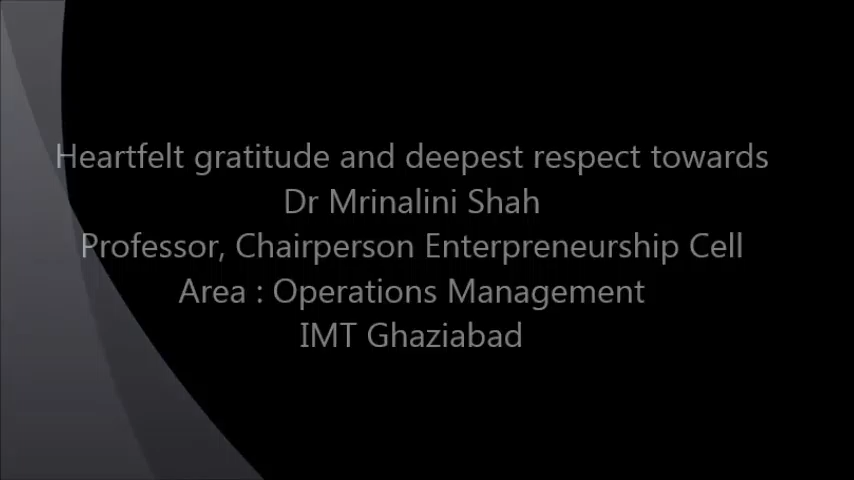 Heartfelt gratitude and deepest respect towards
Dr Mrinalini Shah
Professor, Chairperson Enterpreneurship Cell
Area : Operations Management
IMT Ghaziabad